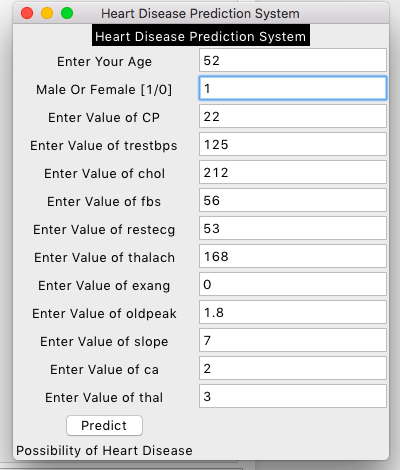 Heart Disease Prediction System
Heart Disease Prediction System
Enter Your Age 52
Male Or Female [1/0] 1
Enter Value of CP 22
Enter Value of trestbps 125
Enter Value of chol 212
Enter Value of fbs 56
Enter Value of restecg 53
Enter Value of thalach 168
Enter Value of exang 0
Enter Value of oldpeak 1.8
Enter Value of slope 7
Enter Value of ca 2
Enter Value of thal 3
Predict
Possibility of Heart Disease